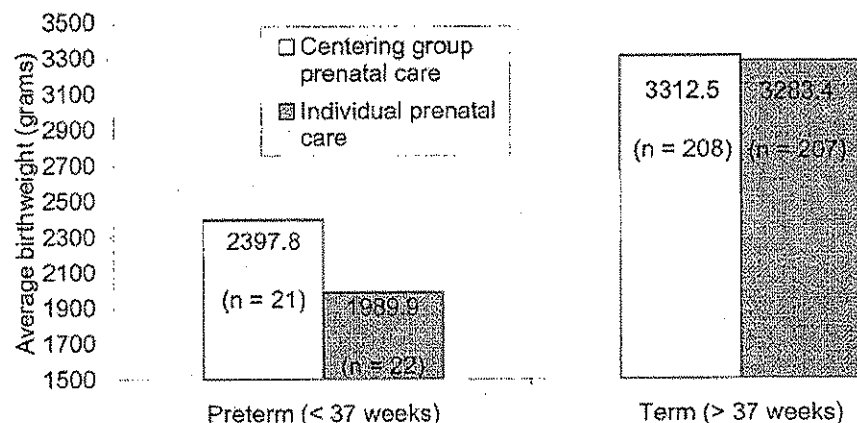 Average birthweight (grams)
3500
3300
3100
2900
2700
2500
2300
2100
1900
1700
1500
Centering group
prenatal care
Individual prenatal
care
2397.8
(n = 21)
1989.9
(n = 22)
3312.5
(n = 208)
3283.4
(n = 207)
Preterm (< 37 weeks)
Term (> 37 weeks)